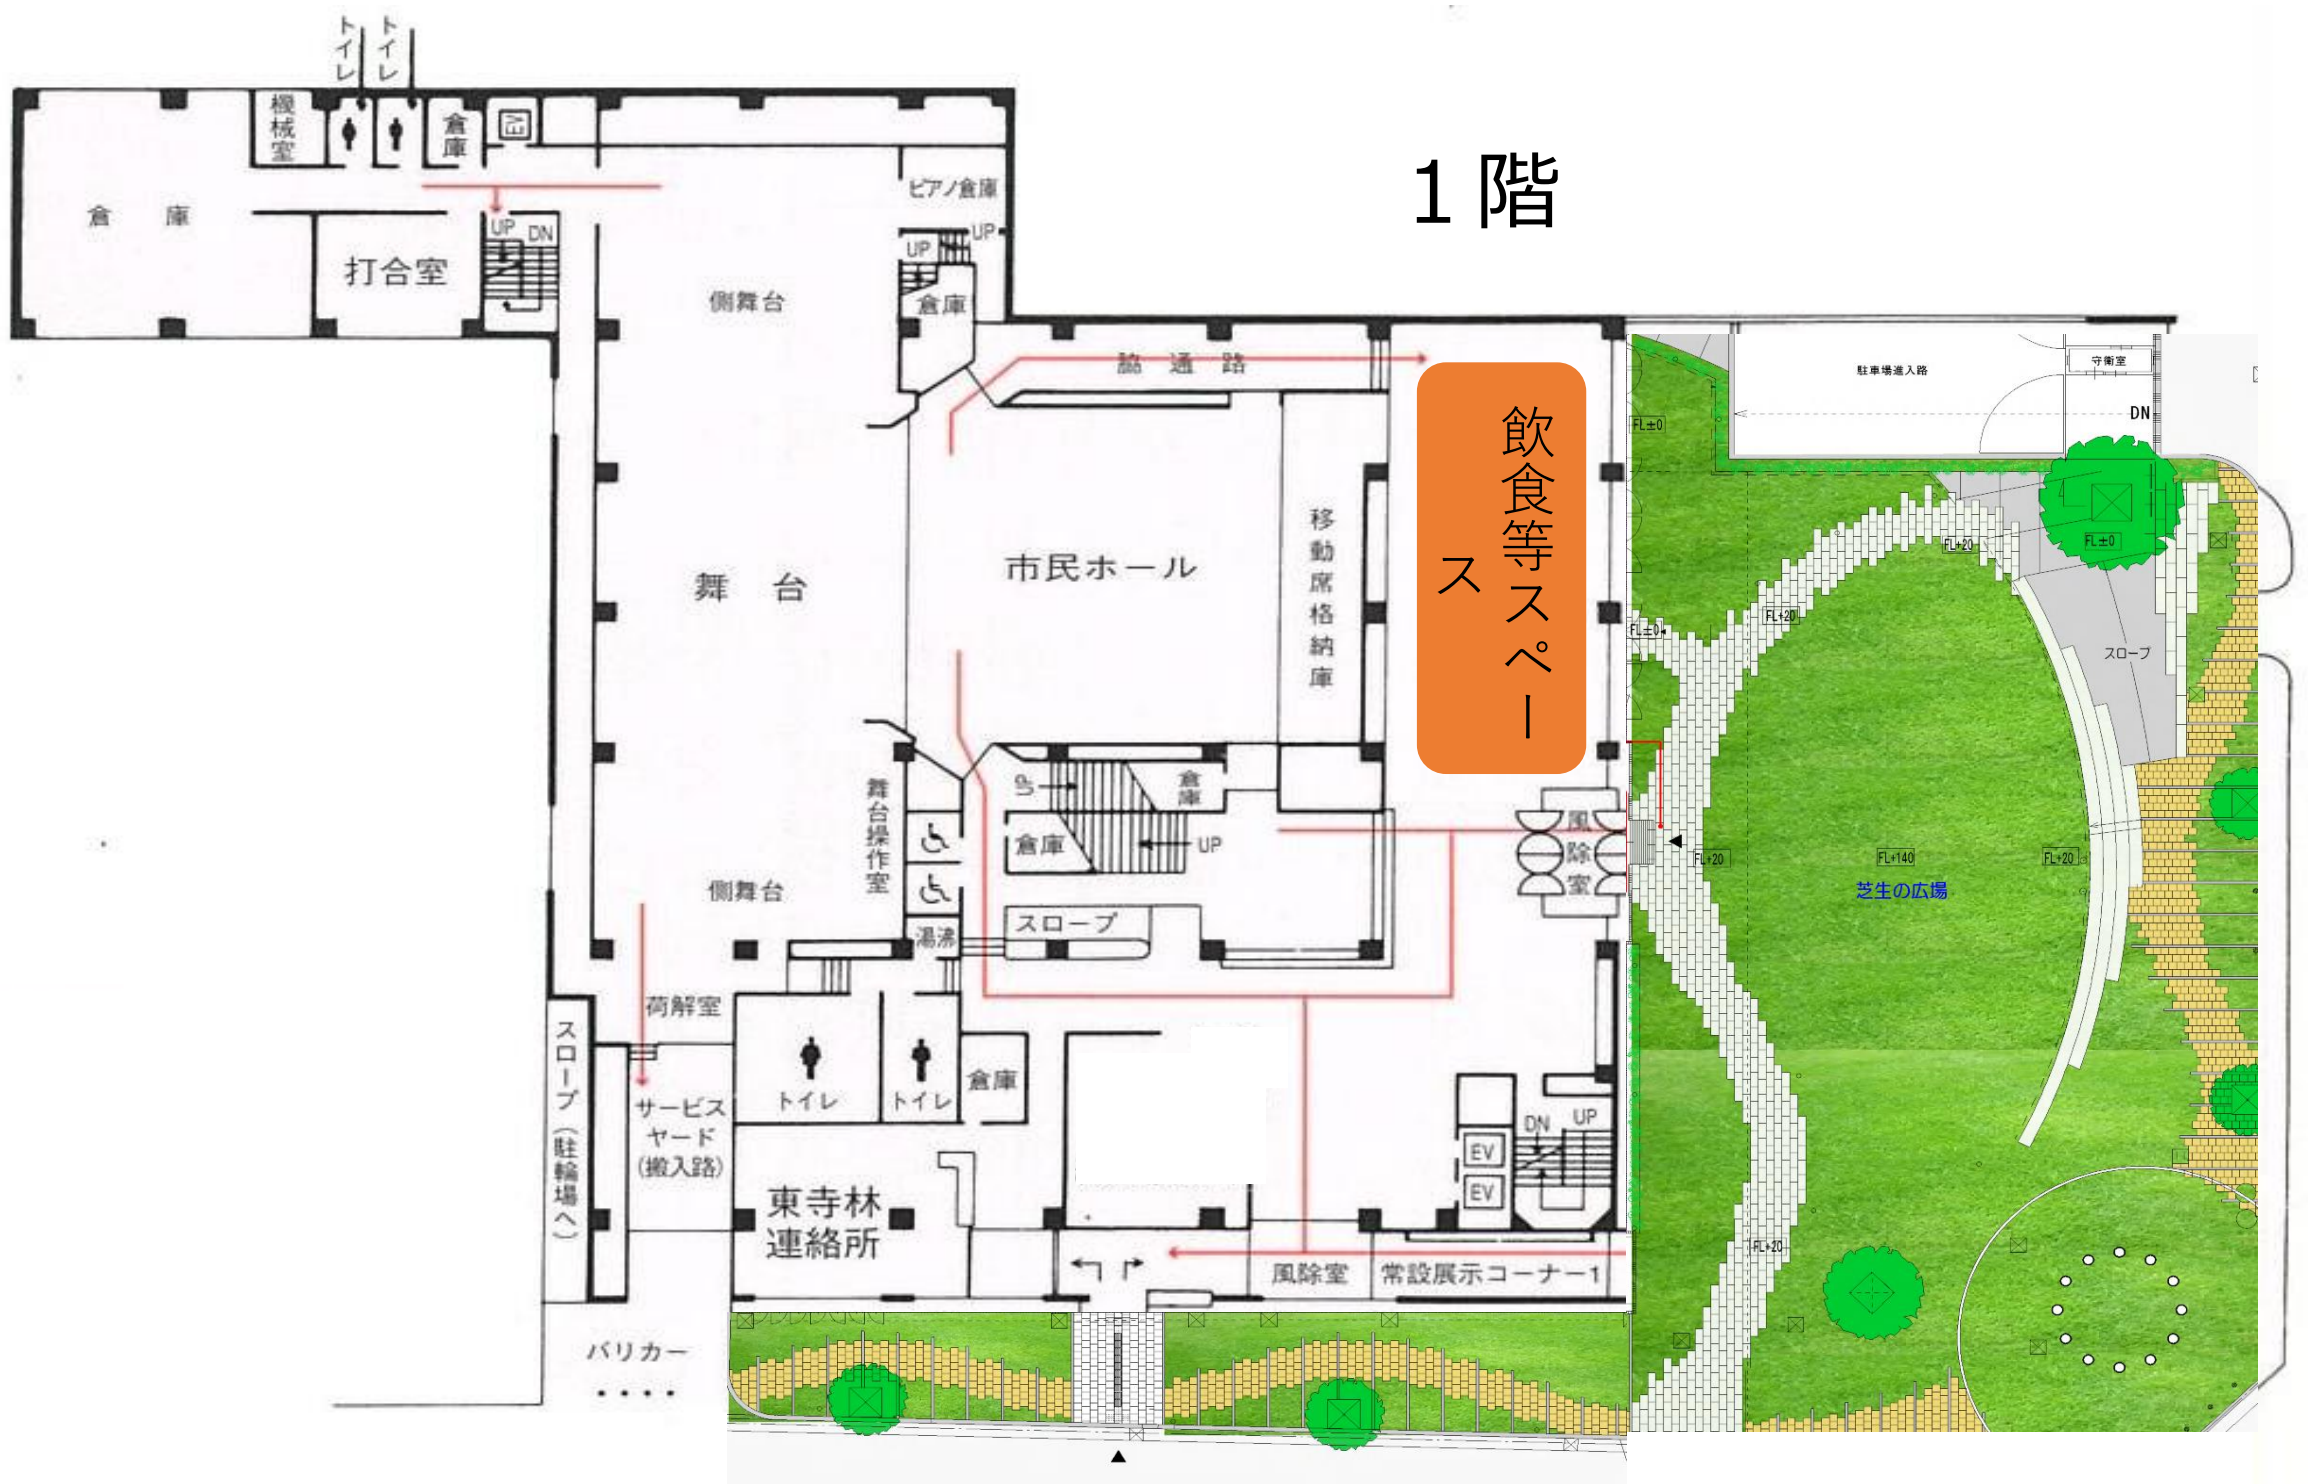 トイレ
トイレ
機械室
倉庫
EV
1階
倉　庫
打合室
UP
DN
ピアノ倉庫
UP
UP
倉庫
側舞台
脇　通　路
飲食等スペース
駐車場進入路
守衛室
DN
FL±0
FL+20
FL±0
FL+20
FL±0
スロープ
移動席格納庫
市民ホール
舞　台
舞台操作室
UP
倉庫
倉庫
UP
風除室
FL+20
FL+140
FL+20
芝生の広場
側舞台
湯沸
スロープ
荷解室
スロープ（駐輪場へ）
サービス
ヤード
(搬入路)
トイレ
トイレ
倉庫
DN
UP
EV
EV
東寺林
連絡所
FL+20
風除室
常設展示コーナー1
バリカー